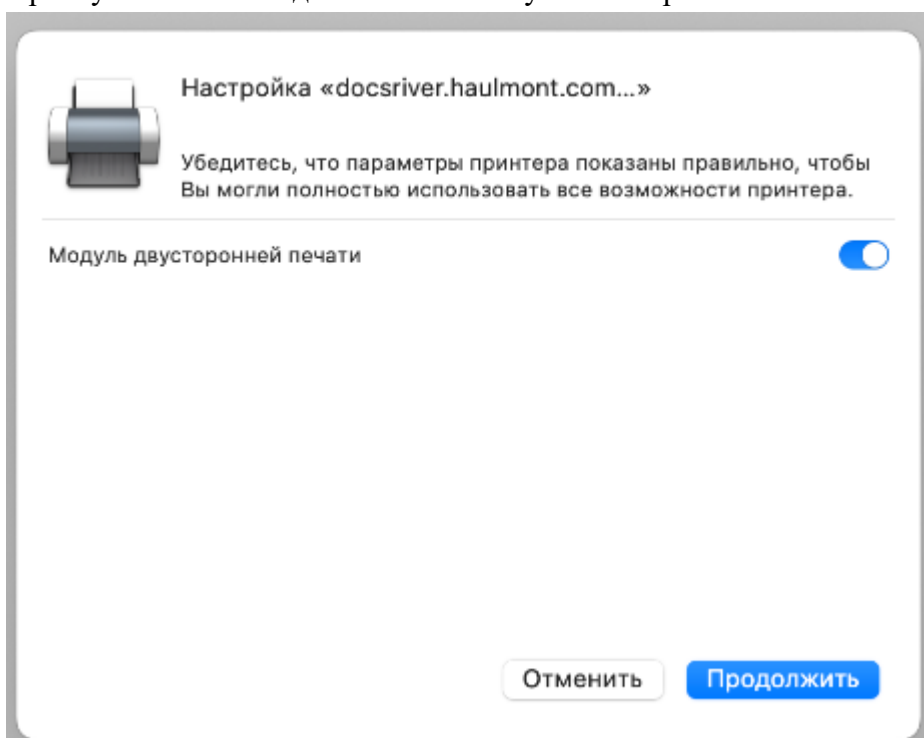 Настройка «docsriver.haulmont.com...»
Убедитесь, что параметры принтера показаны правильно, чтобы
Вы могли полностью использовать все возможности принтера.
Модуль двусторонней печати
Отменить
Продолжить